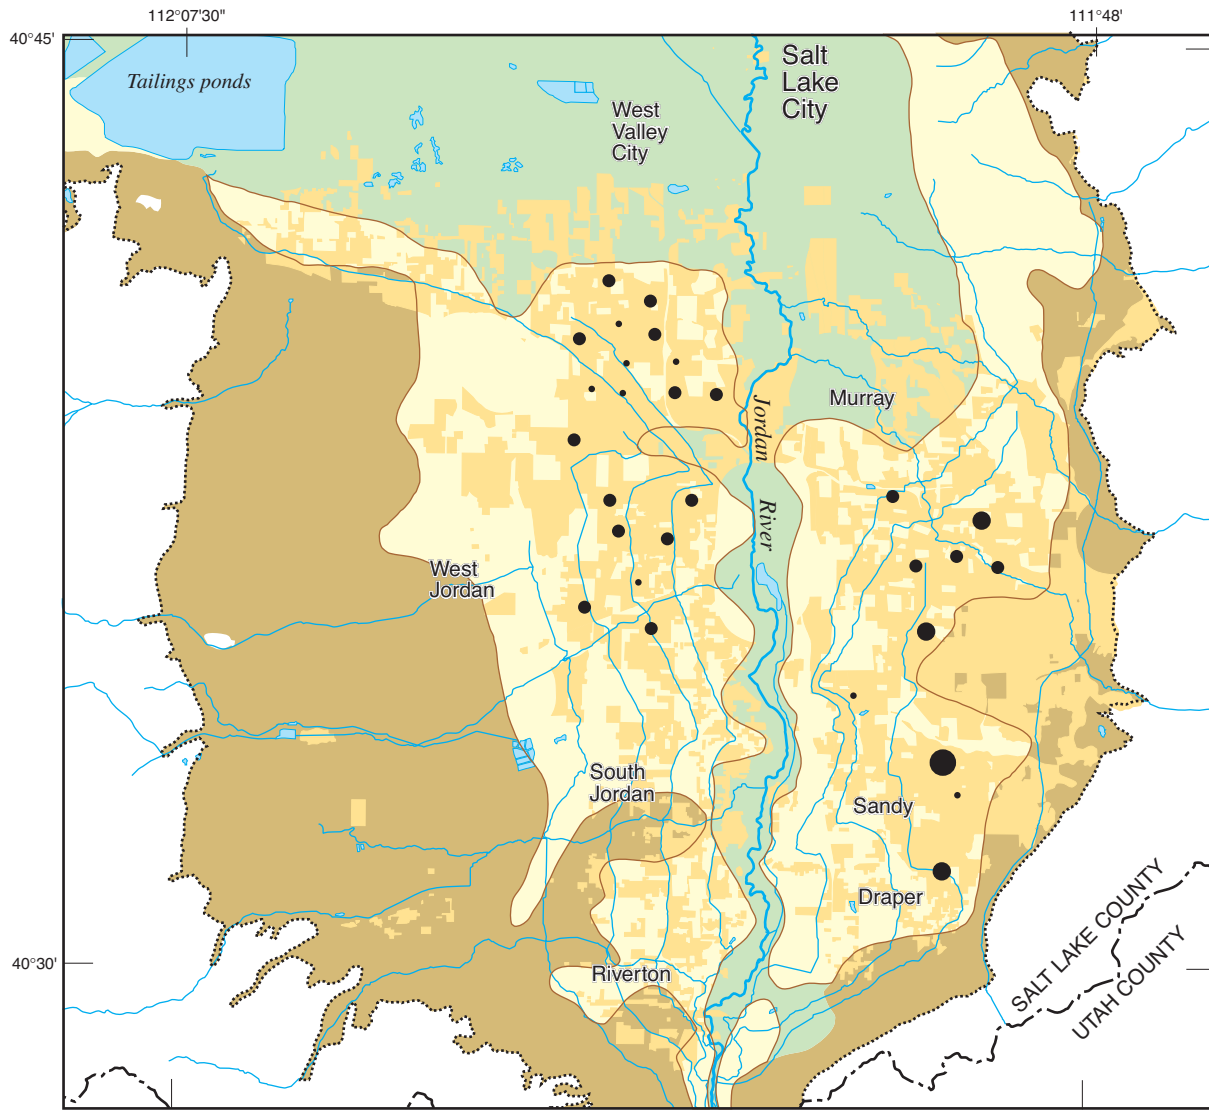 112°07'30"
111°48'
40°45'
Tailings ponds
Salt
Lake
City
West
Valley
City
Murray
Jordan
River
West
Jordan
South
Jordan
Sandy
Draper
40°30'
Riverton
SALT LAKE COUNTY
UTAH COUNTY